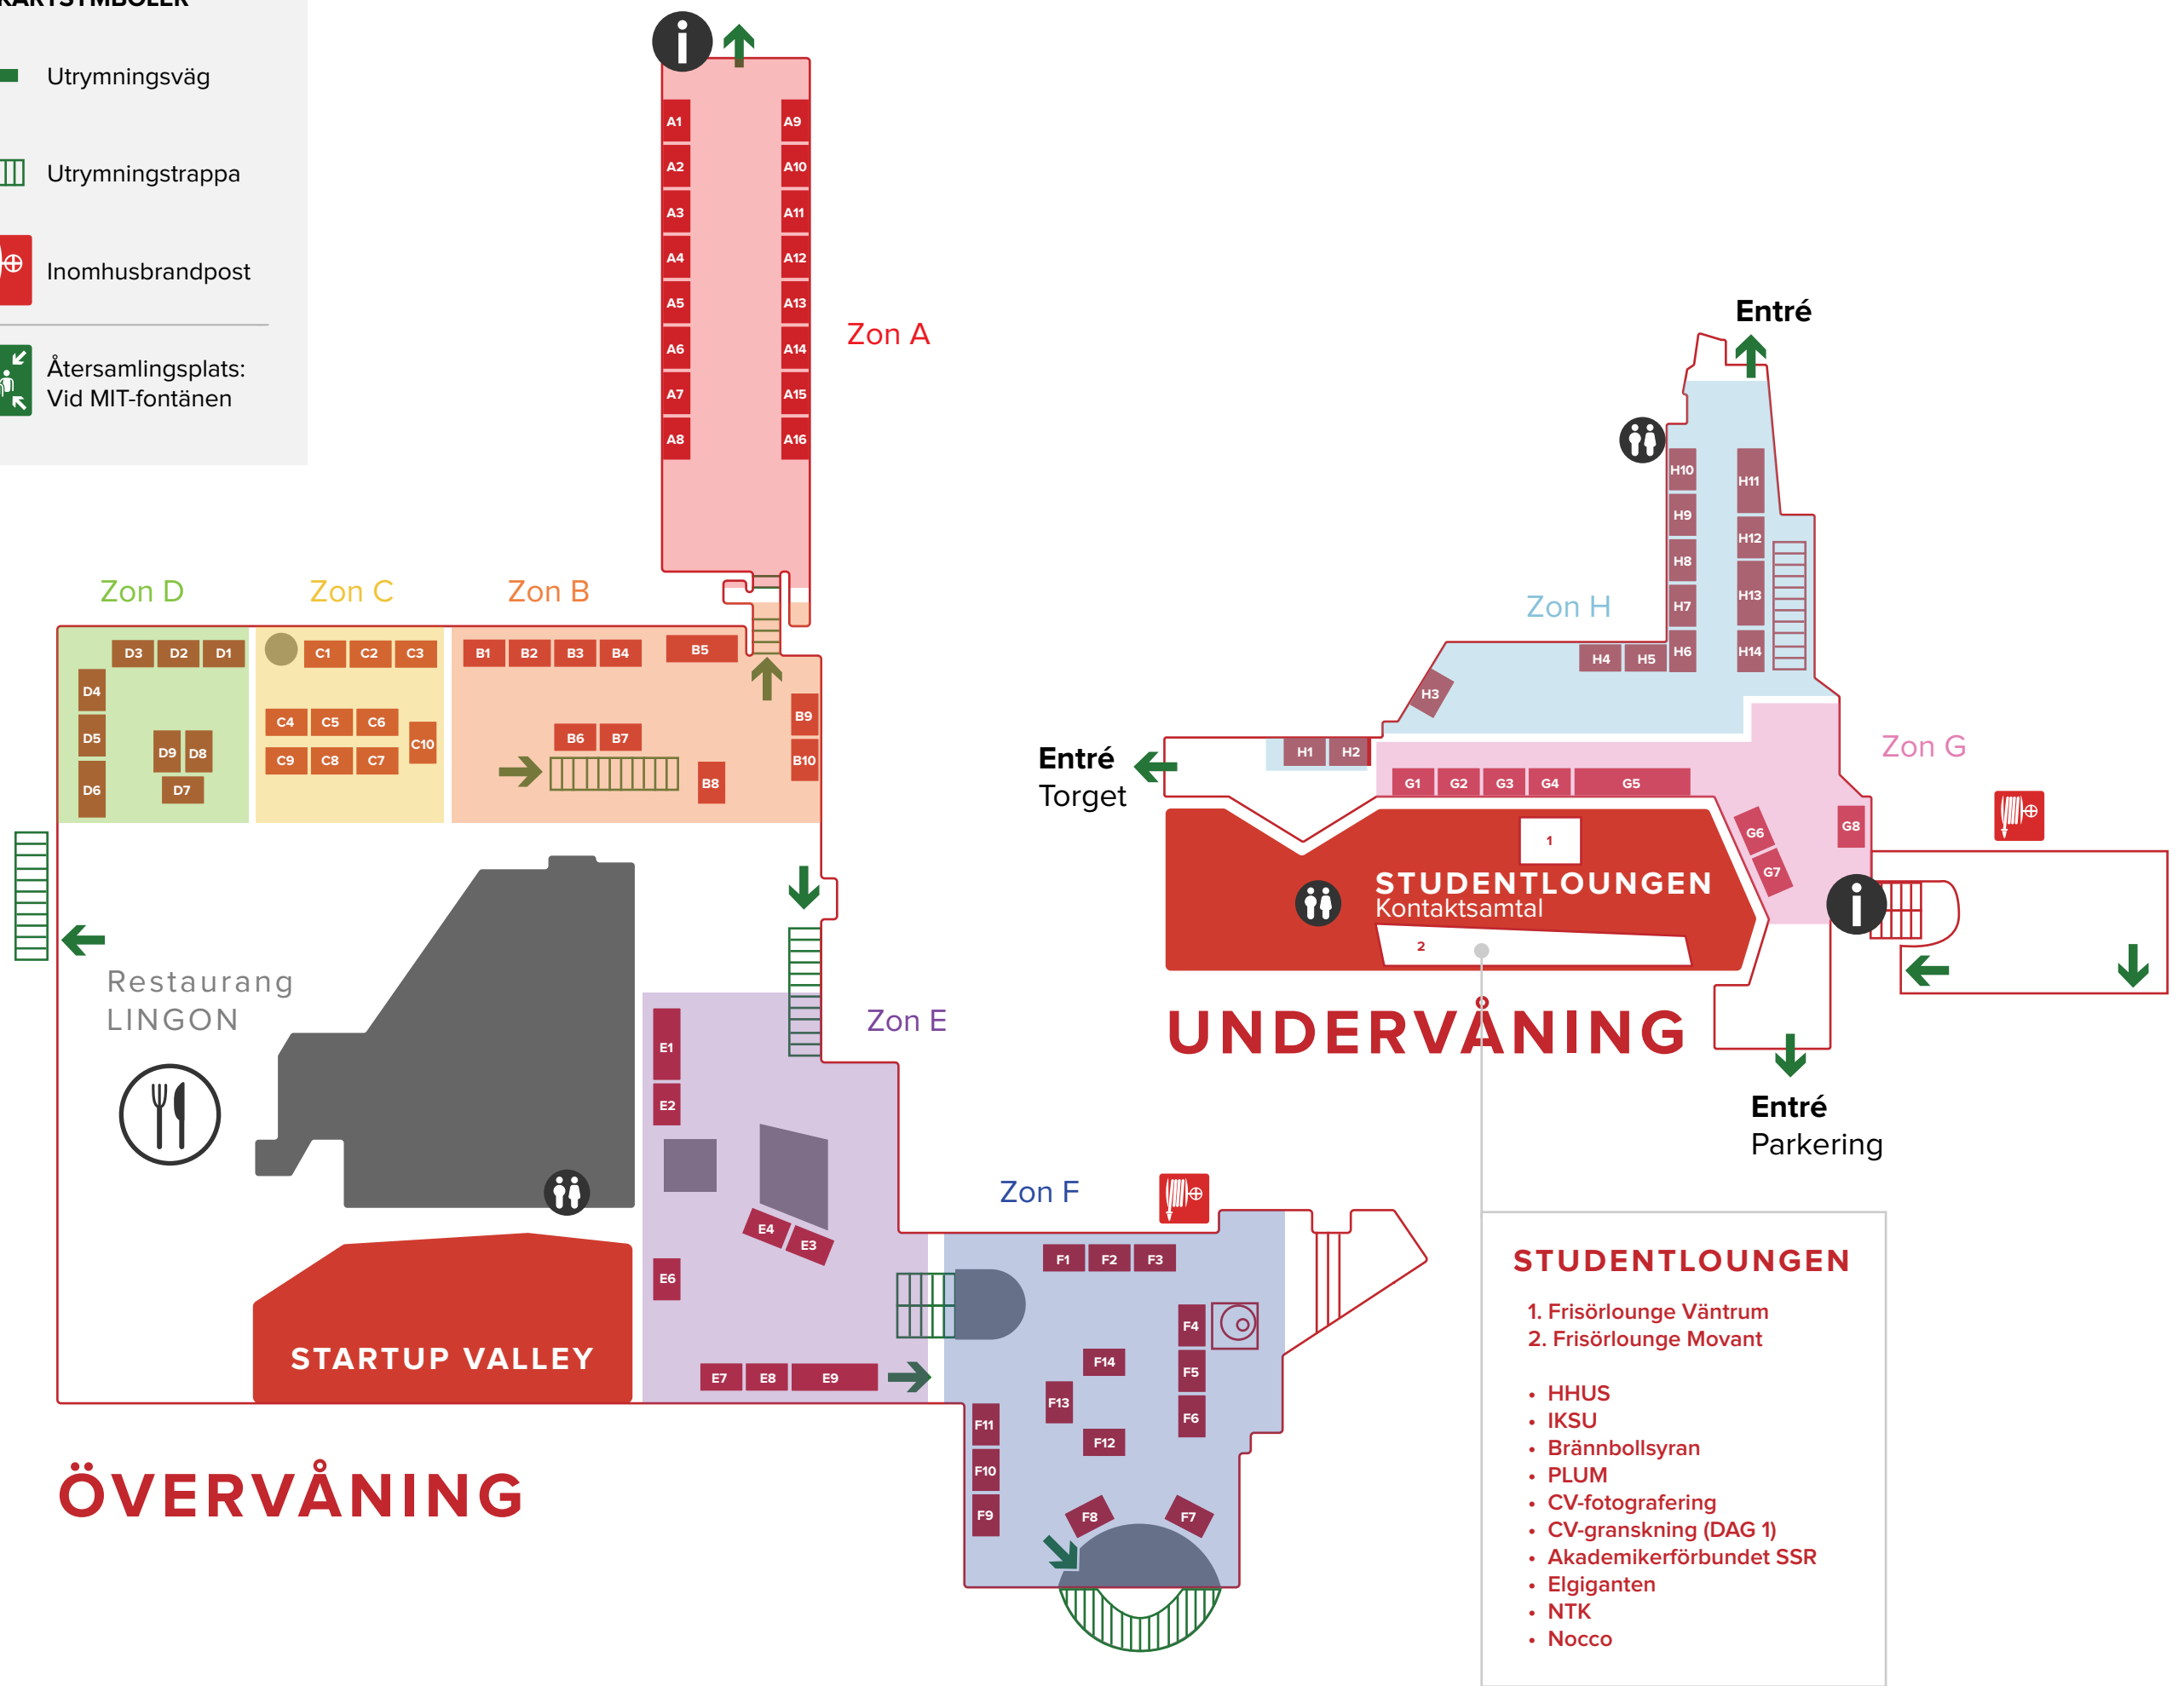 Utrymningsväg
Utrymningstrappa
Inomhusbrandpost
Återsamlingsplats:
Vid MIT-fontänen
A1
A2
A3
A4
A5
A6
A7
A8
A9
A10
A11
A12
A13
A14
A15
A16
Zon A
Zon D
Zon C
Zon B
D3 D2 D1
D4
D5
D6
D9 D8
D7
C1 C2 C3
C4 C5 C6
C9 C8 C7
C10
B1 B2 B3 B4 B5
B6 B7
B8
B9
B10
Restaurang
LINGON
STARTUP VALLEY
Zon E
E1
E2
E4 E3
E6
E7 E8 E9
Zon F
F1 F2 F3
F4
F5
F6
F14
F13
F12
F11
F10
F9
F8
F7
ÖVERVÅNING
Entré
Zon H
H10
H9
H8
H7
H6
H11
H12
H13
H14
H4 H5
H3
H1 H2
Entré
Torget
Zon G
G1 G2 G3 G4 G5
G6
G7
G8
1
STUDENTLOUNGEN
Kontaktsamtal
2
UNDERVÅNING
Entré
Parkering
STUDENTLOUNGEN
1. Frisörlounge Väntrum
2. Frisörlounge Movant
• HHUS
• IKSU
• Brännbollsyran
• PLUM
• CV-fotografering
• CV-granskning (DAG 1)
• Akademikerförbundet SSR
• Elgiganten
• NTK
• Nocco